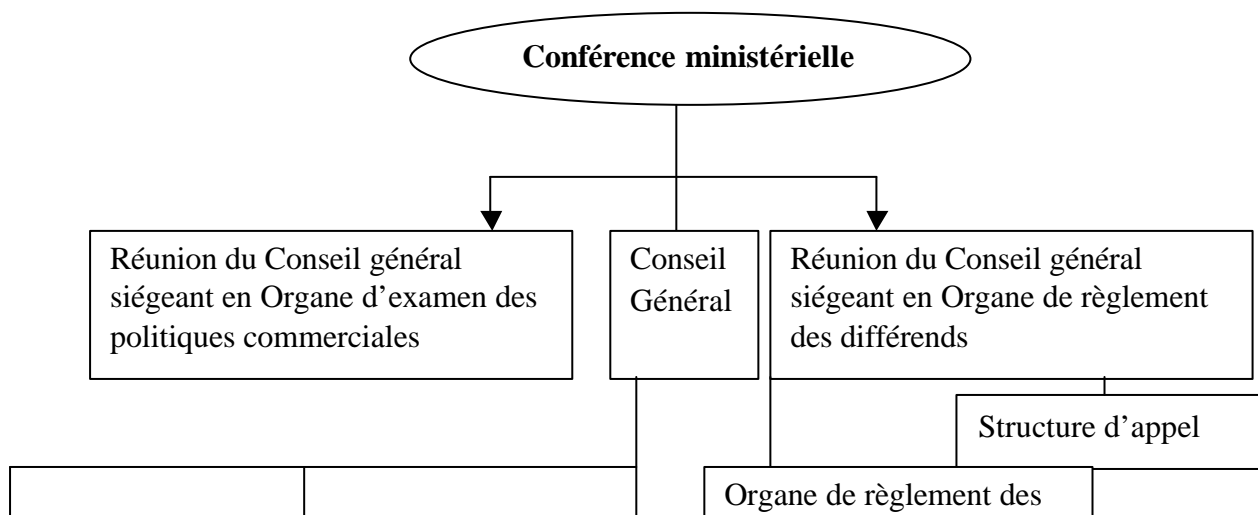 Conférence ministérielle
Réunion du Conseil général
siégeant en Organe d’examen des
politiques commerciales
Conseil
Général
Réunion du Conseil général
siégeant en Organe de règlement
des différends
Structure d’appel
Organe de règlement des